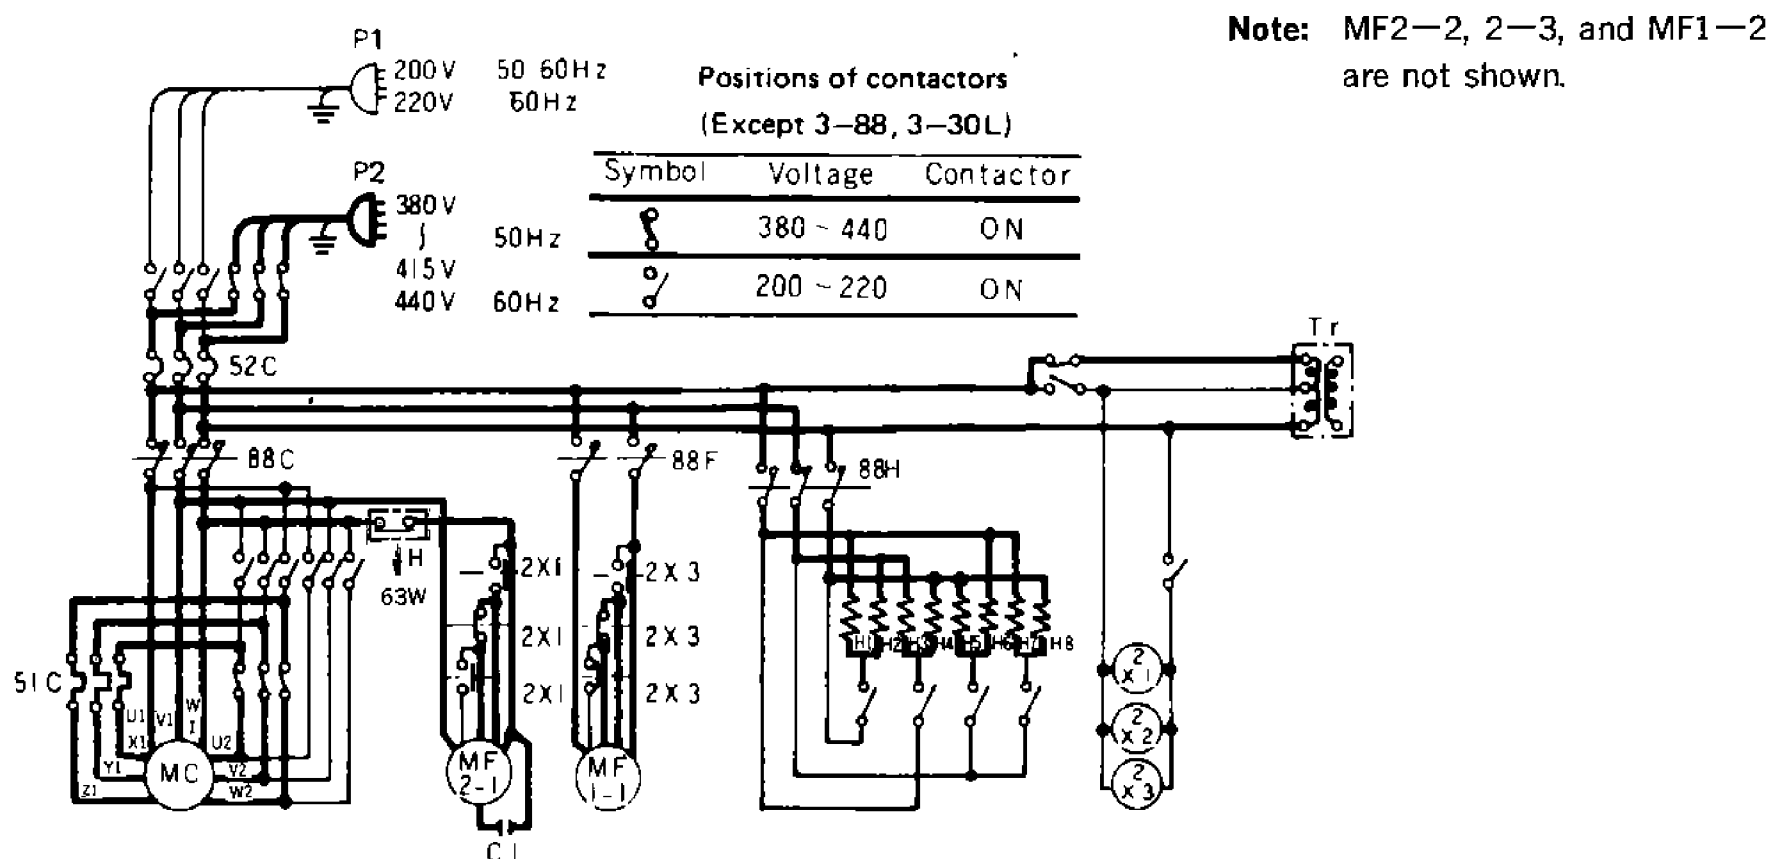 Note: MF2—2, 2—3, and MF1—2
are not shown.
P1
200V 50 60Hz
220V 60Hz
P2
380V
50Hz
415V
440V 60Hz
Positions of contactors
(Except 3—88, 3—30L)
Symbol Voltage Contactor
380 ~ 440 ON
200 ~ 220 ON
Tr
52C
88C
88F
88H
H
63W
2X1
2X3
2X1
2X3
2X1
2X3
51C
U1
V1
W
I
X1
U2
Y1
V2
Z1
W2
MC
MF
2-1
MF
1-1
C1
H1 H2 H3 H4 H5 H6 H7 H8
2
X1
2
X2
2
X3